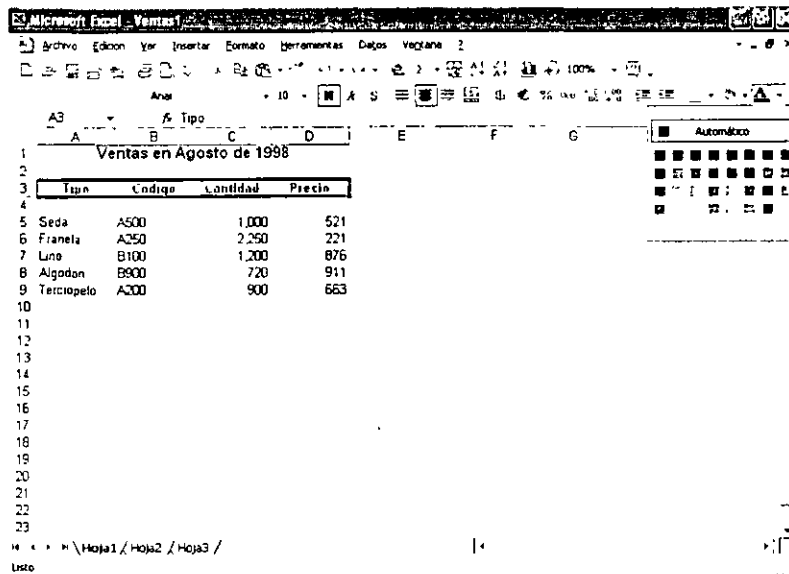 Microsoft Excel - Ventas1
Archivo Edicion Ver Insertar Formato Herramientas Datos Ventana ?
100%
Arial 10 N K S % 000
A3 fx Tipo
Automático
A B C D E F G
1 Ventas en Agosto de 1998
2
3 Tipo Codigo Cantidad Precio
4
5 Seda A500 1,000 521
6 Franela A250 2,250 221
7 Lino B100 1,200 876
8 Algodon B900 720 911
9 Terciopelo A200 900 663
10
11
12
13
14
15
16
17
18
19
20
21
22
23
Hoja1 / Hoja2 / Hoja3 /
Listo